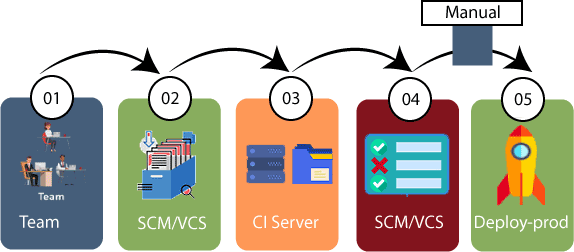 Manual
01
02
03
04
05
Team
Team
SCM/VCS
CI Server
SCM/VCS
Deploy-prod